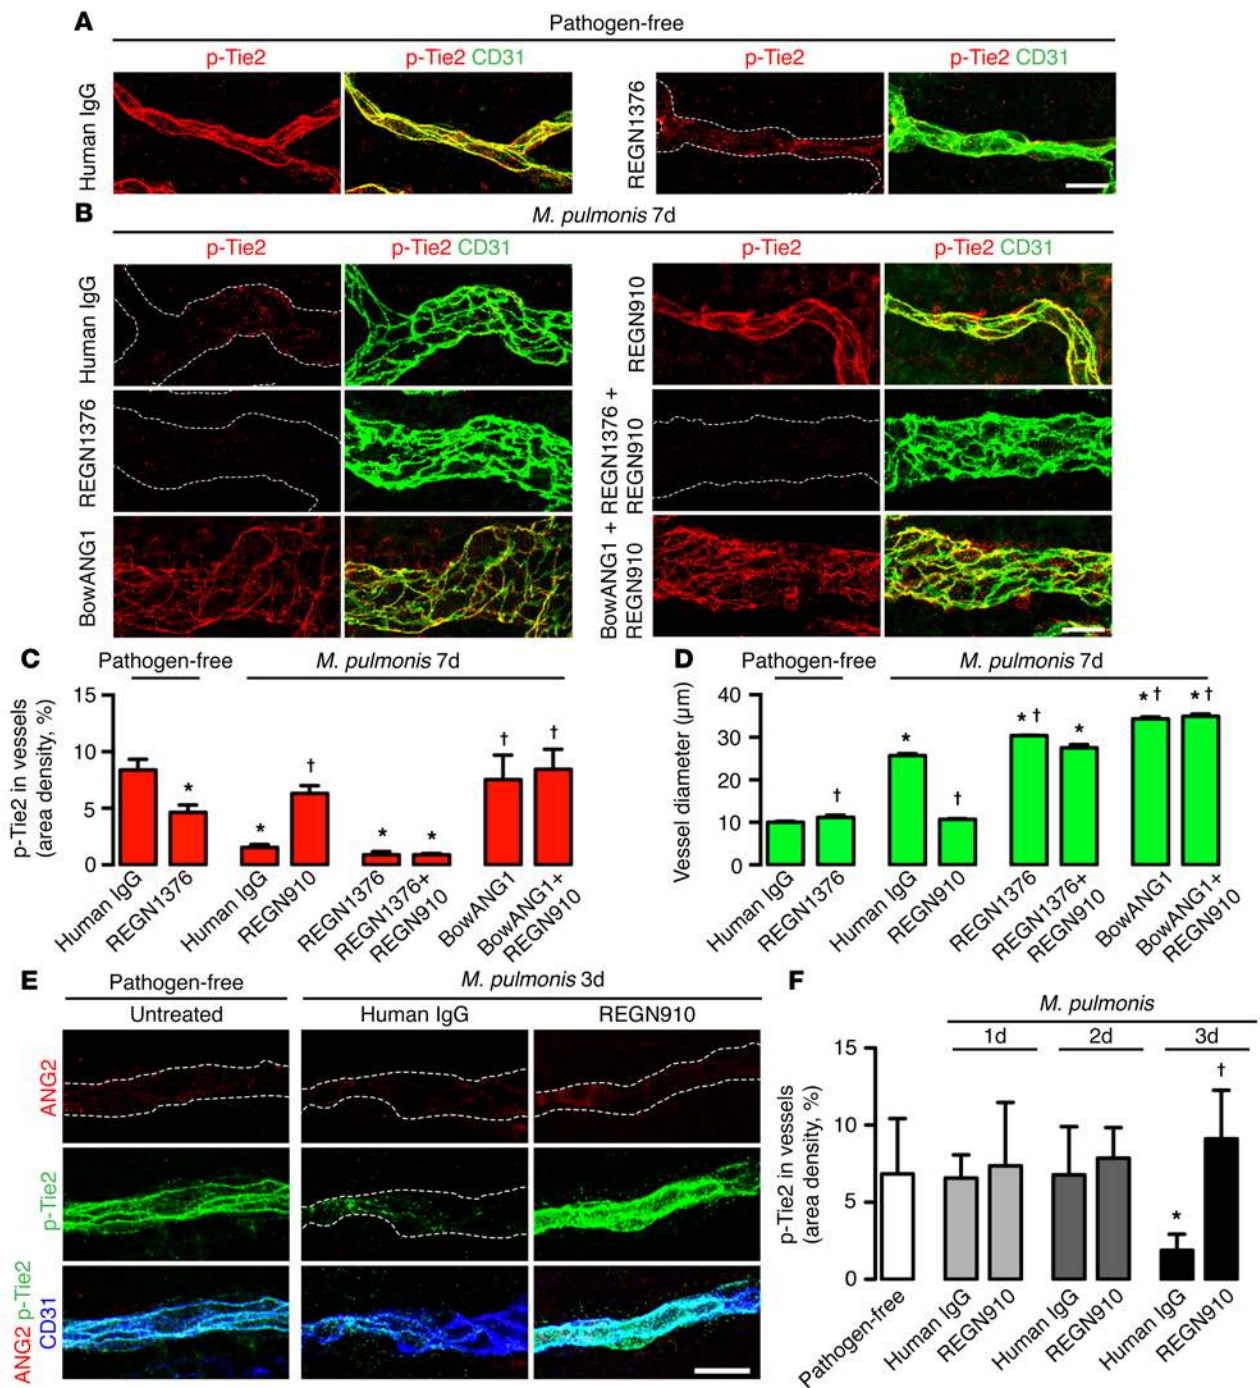 A
Pathogen-free
p-Tie2 p-Tie2 CD31 p-Tie2 p-Tie2 CD31
Human IgG
REGN1376
B
M. pulmonis 7d
p-Tie2 p-Tie2 CD31 p-Tie2 p-Tie2 CD31
Human IgG
REGN910
REGN1376
REGN1376 +
REGN910
BowANG1
BowANG1 +
REGN910
C
Pathogen-free M. pulmonis 7d
p-Tie2 in vessels
(area density, %)
15
10
5
0
* * † * * † †
Human IgG
REGN1376
Human IgG
REGN910
REGN1376
REGN1376+
REGN910
BowANG1
BowANG1+
REGN910
D
Pathogen-free M. pulmonis 7d
Vessel diameter (µm)
40
30
20
10
0
† * † * † * * † * †
Human IgG
REGN1376
Human IgG
REGN910
REGN1376
REGN1376+
REGN910
BowANG1
BowANG1+
REGN910
E
Pathogen-free M. pulmonis 3d
Untreated Human IgG REGN910
ANG2
p-Tie2
ANG2 p-Tie2
CD31
F
M. pulmonis
1d 2d 3d
p-Tie2 in vessels
(area density, %)
15
10
5
0
* †
Pathogen-free
Human IgG
REGN910
Human IgG
REGN910
Human IgG
REGN910